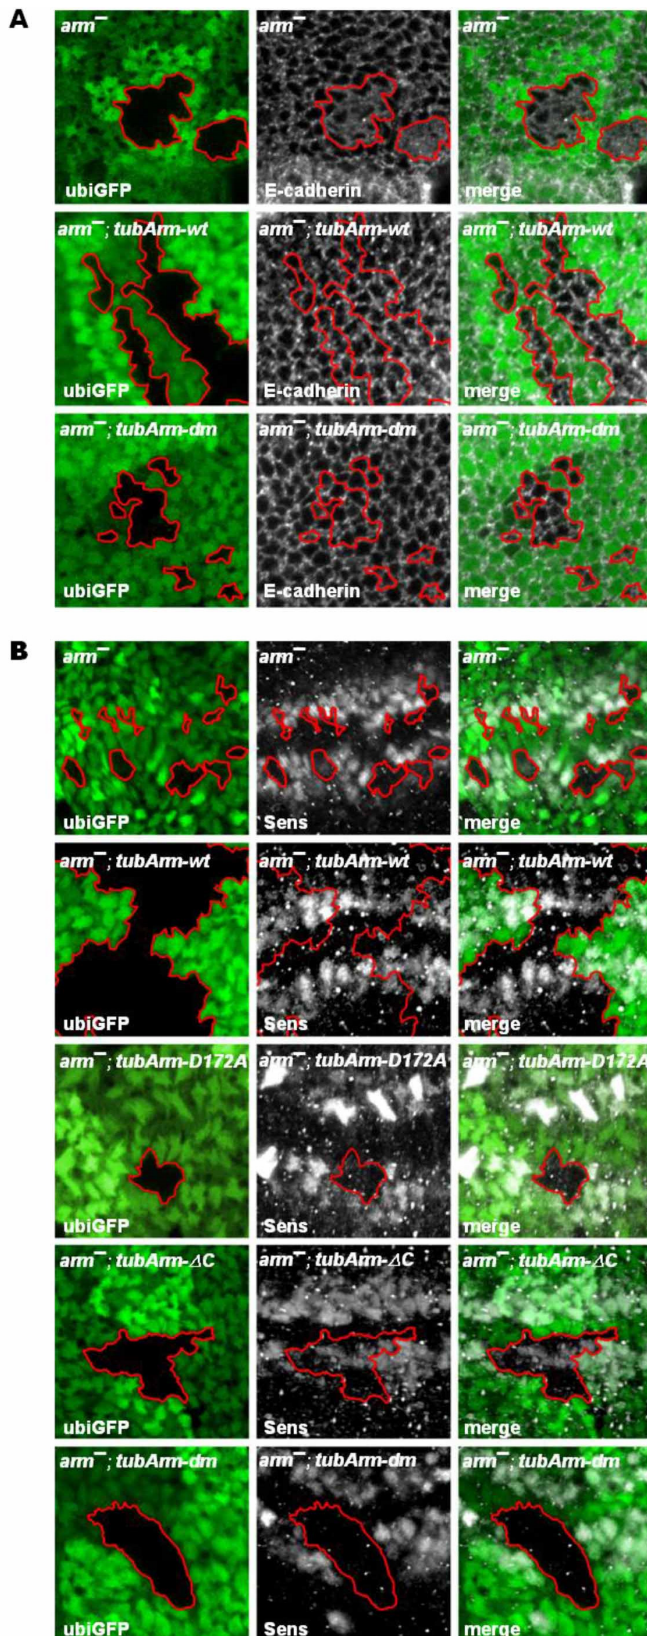 A
arm–
ubiGFP
arm–
E-cadherin
arm–
merge
arm–; tubArm-wt
ubiGFP
arm–; tubArm-wt
E-cadherin
arm–; tubArm-wt
merge
arm–; tubArm-dm
ubiGFP
arm–; tubArm-dm
E-cadherin
arm–; tubArm-dm
merge
B
arm–
ubiGFP
arm–
Sens
arm–
merge
arm–; tubArm-wt
ubiGFP
arm–; tubArm-wt
Sens
arm–; tubArm-wt
merge
arm–; tubArm-D172A
ubiGFP
arm–; tubArm-D172A
Sens
arm–; tubArm-D172A
merge
arm–; tubArm-ΔC
ubiGFP
arm–; tubArm-ΔC
Sens
arm–; tubArm-ΔC
merge
arm–; tubArm-dm
ubiGFP
arm–; tubArm-dm
Sens
arm–; tubArm-dm
merge